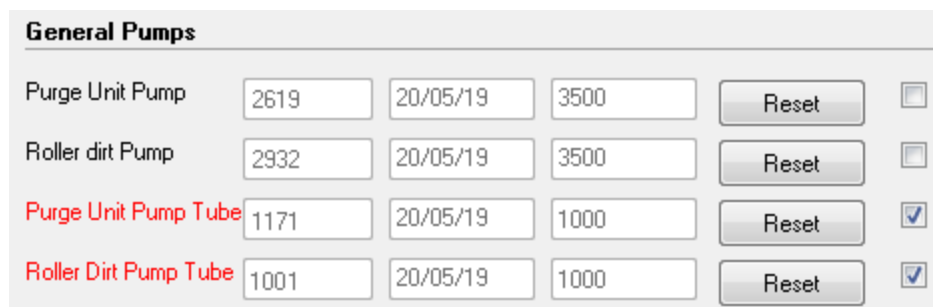 General Pumps
Purge Unit Pump 2619 20/05/19 3500 Reset
Roller dirt Pump 2932 20/05/19 3500 Reset
Purge Unit Pump Tube 1171 20/05/19 1000 Reset
Roller Dirt Pump Tube 1001 20/05/19 1000 Reset